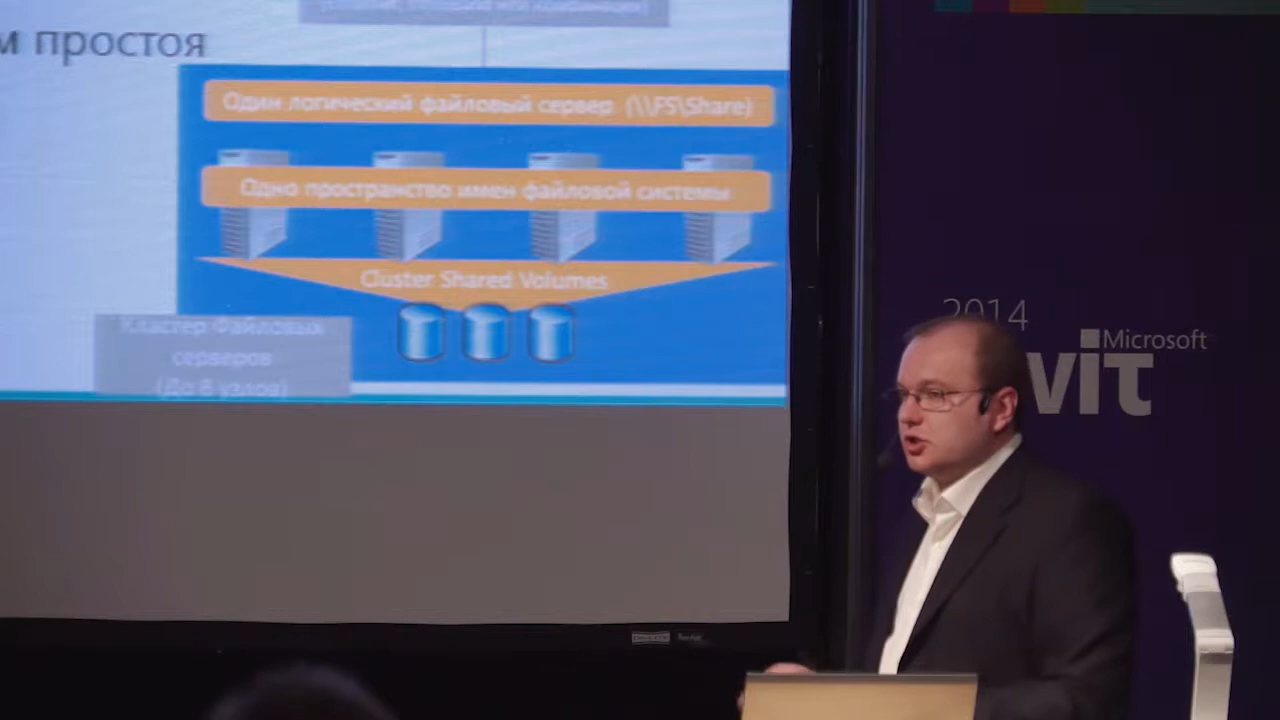 м простоя
Один логический файловый сервер (\\FS\Share)
Одно пространство имен файловой системы
Cluster Shared Volumes
Кластер Файловых
серверов
(До 8 узлов)
2014
Microsoft